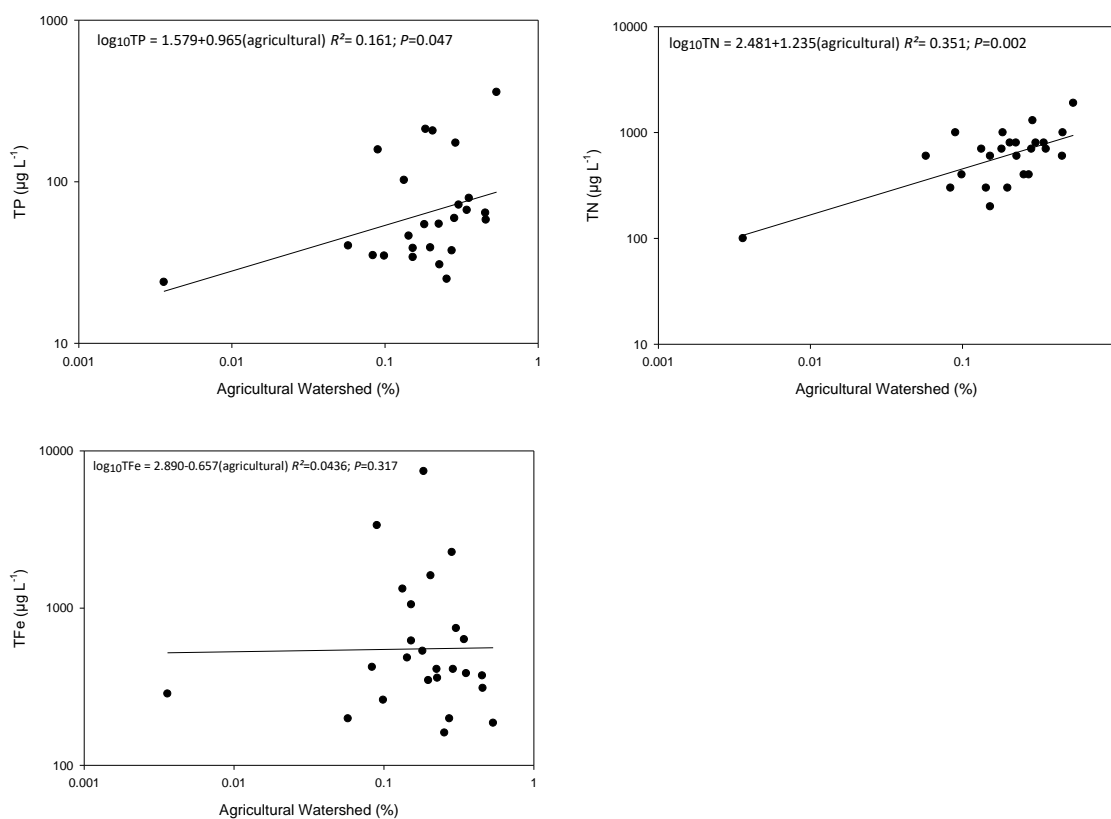 log₁₀TP = 1.579+0.965(agricultural) R²= 0.161; P=0.047
1000
100
10
TP (µg L⁻¹)
0.001 0.01 0.1 1
Agricultural Watershed (%)
log₁₀TN = 2.481+1.235(agricultural) R²= 0.351; P=0.002
10000
1000
100
10
TN (µg L⁻¹)
0.001 0.01 0.1
Agricultural Watershed (%)
log₁₀TFe = 2.890-0.657(agricultural) R²=0.0436; P=0.317
10000
1000
100
TFe (µg L⁻¹)
0.001 0.01 0.1 1
Agricultural Watershed (%)